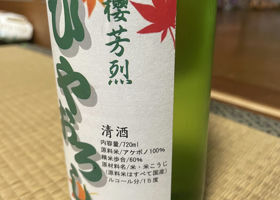 櫻芳烈
ひやおろし
清酒
内容量/720ml
原料米/アケボノ100%
精米歩合/60%
原材料名/米・米こうじ
(原料米はすべて国産)
アルコール分/15度